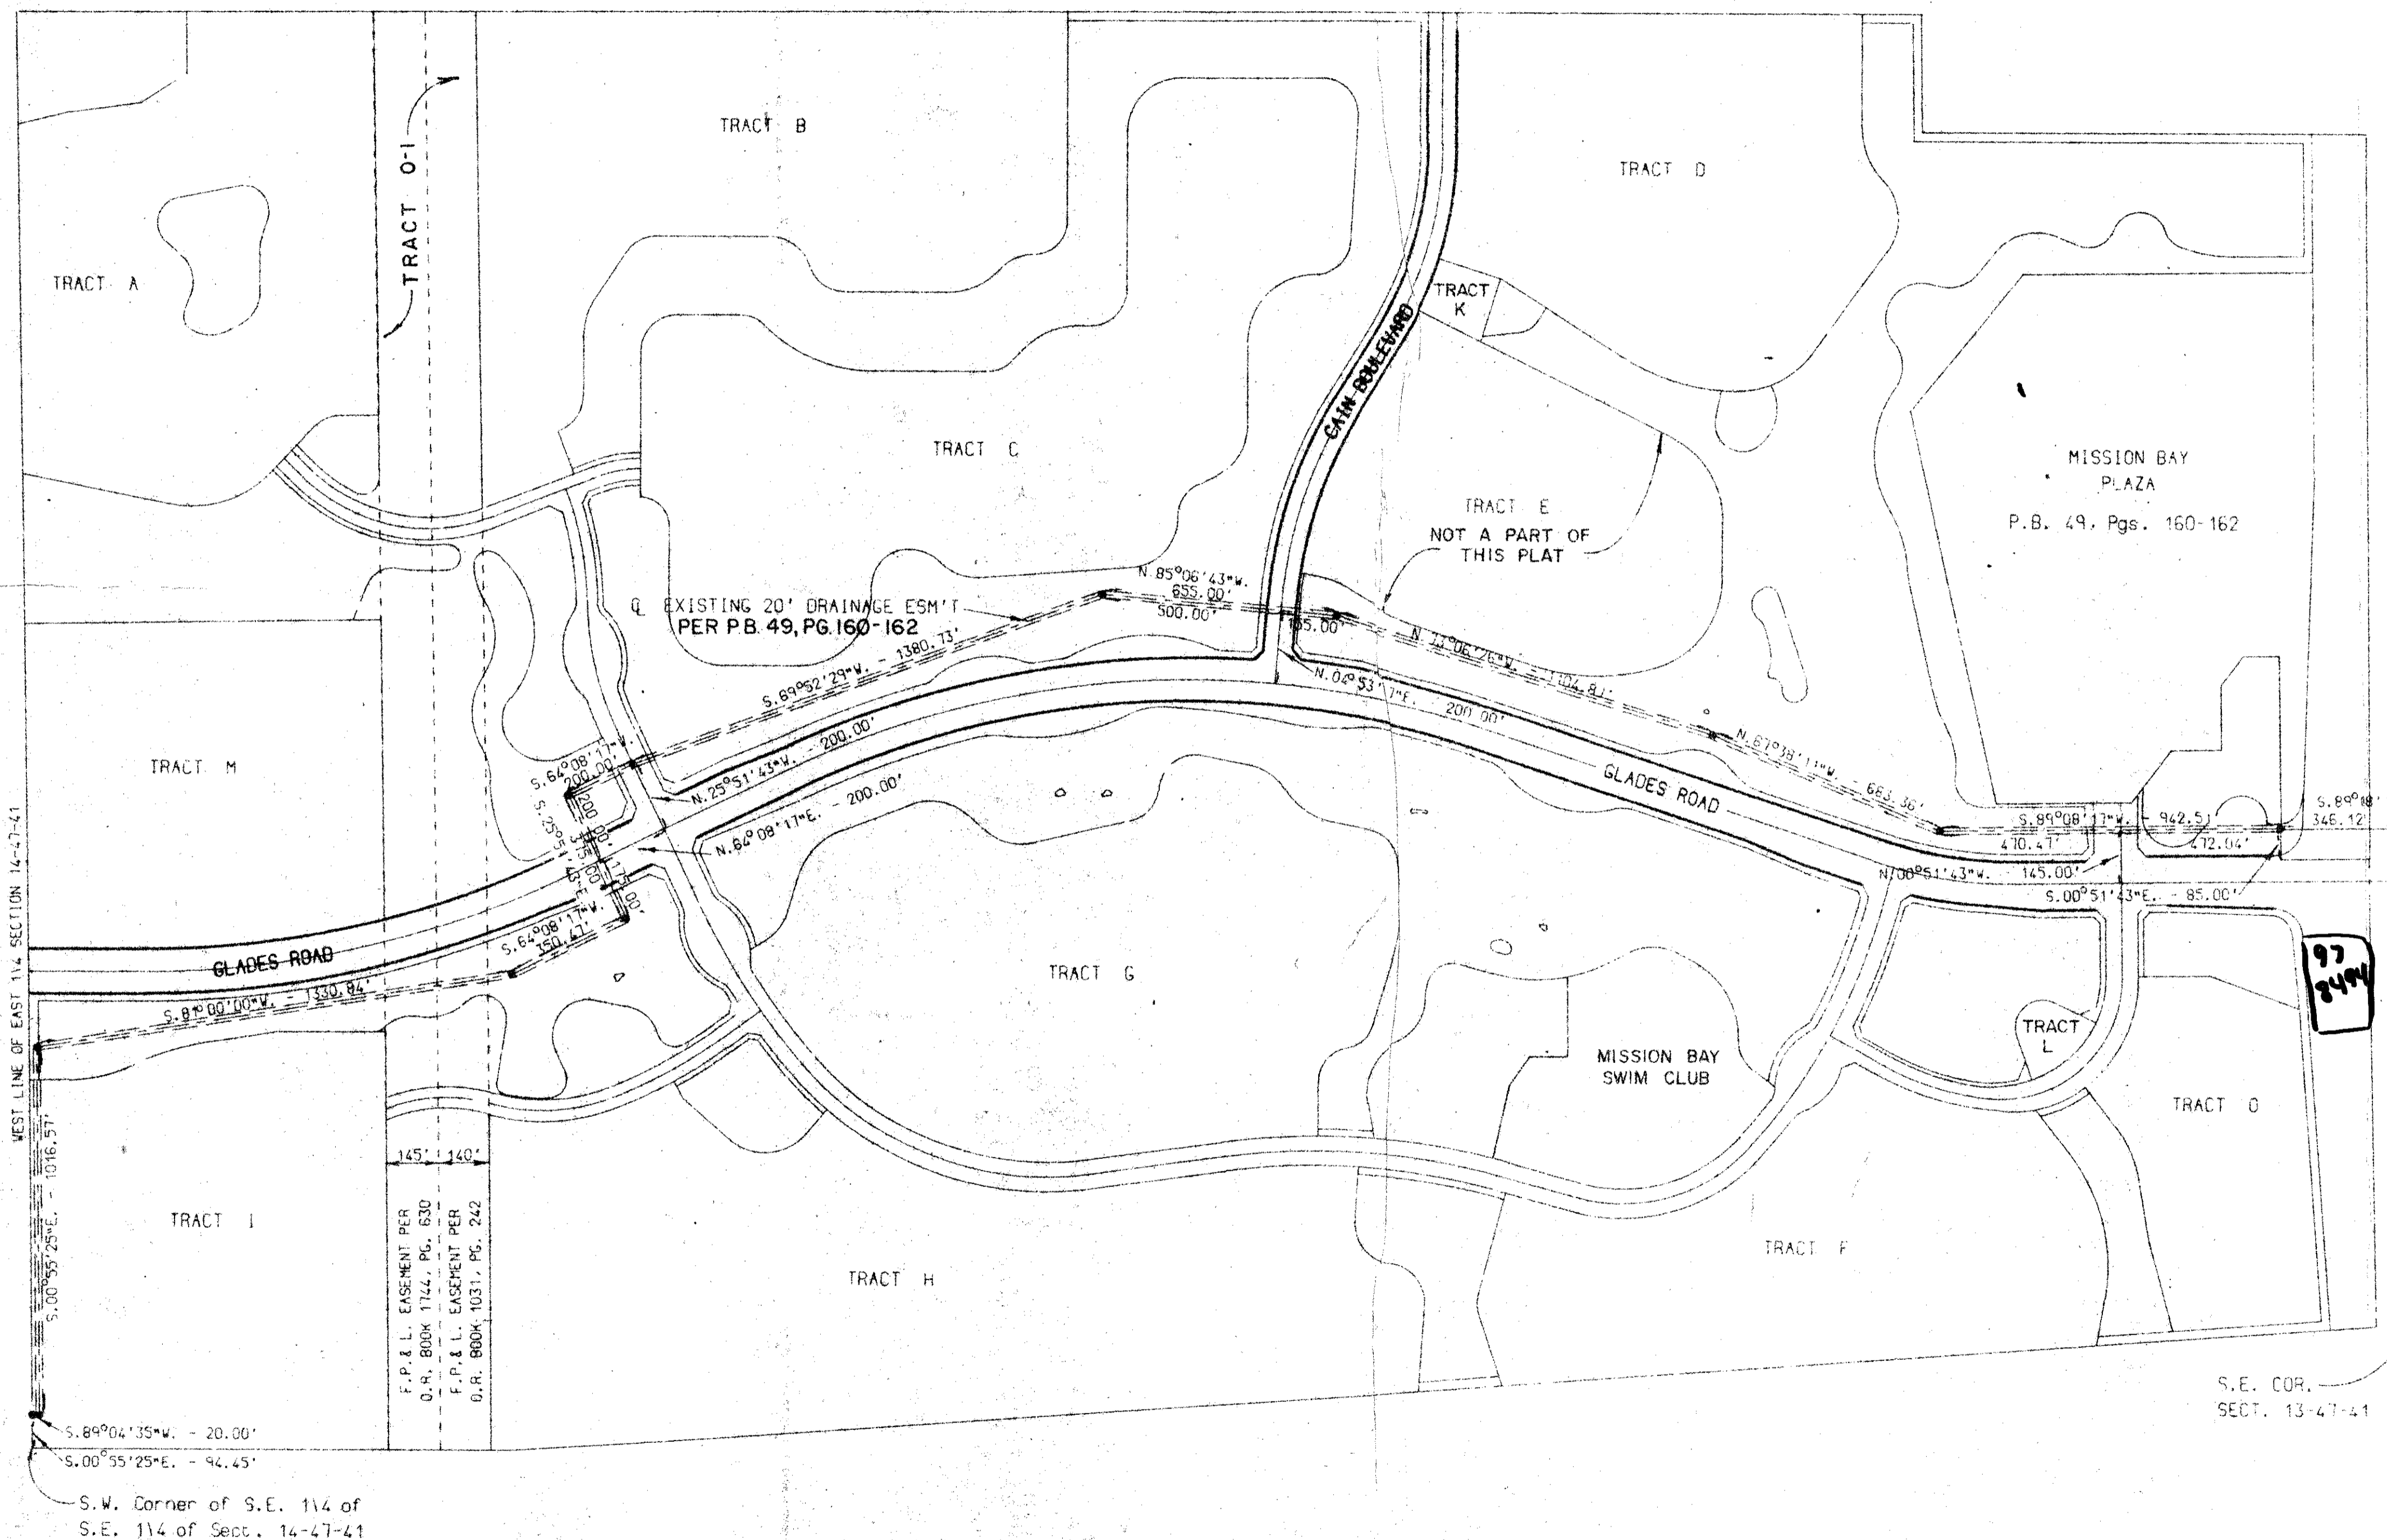 TRACT B
TRACT O-1
TRACT D
TRACT A
TRACT
K
CAIN BOULEVARD
TRACT C
MISSION BAY
PLAZA
P.B. 49, Pgs. 160-162
TRACT E
NOT A PART OF
THIS PLAT
N.85°06'43"W.
655.00'
500.00'
155.00'
℄ EXISTING 20' DRAINAGE ESM'T
PER P.B. 49, PG.160-162
S.69°52'29"W. - 1380.73'
N.04°53'17"E. - 200.00'
N.67°38'11"W. - 663.36'
TRACT M
S.64°08'17"W.
200.00'
200.00'
S.25°51'43"E.
375.00'
175.00'
N.25°51'43"W. - 200.00'
N.64°08'17"E. - 200.00'
GLADES ROAD
S.89°08'17"W. - 942.51'
470.47'
472.04'
346.12'
N.00°51'43"W. - 145.00'
S.00°51'43"E. - 85.00'
S.64°08'17"W.
350.47'
GLADES ROAD
S.81°00'00"W. - 1330.84'
TRACT G
97
8494
TRACT
L
MISSION BAY
SWIM CLUB
TRACT O
WEST LINE OF EAST 1\4 SECTION 14-47-41
S.00°55'25"E. - 1016.57'
145' 140'
TRACT I
F.P.& L. EASEMENT PER
O.R. BOOK 1744, PG. 630
F.P.& L. EASEMENT PER
O.R. BOOK 1031, PG. 242
TRACT H
TRACT F
S.E. COR.
SECT. 13-47-41
S.89°04'35"W. - 20.00'
S.00°55'25"E. - 94.45'
S.W. Corner of S.E. 1\4 of
S.E. 1\4 of Sect. 14-47-41